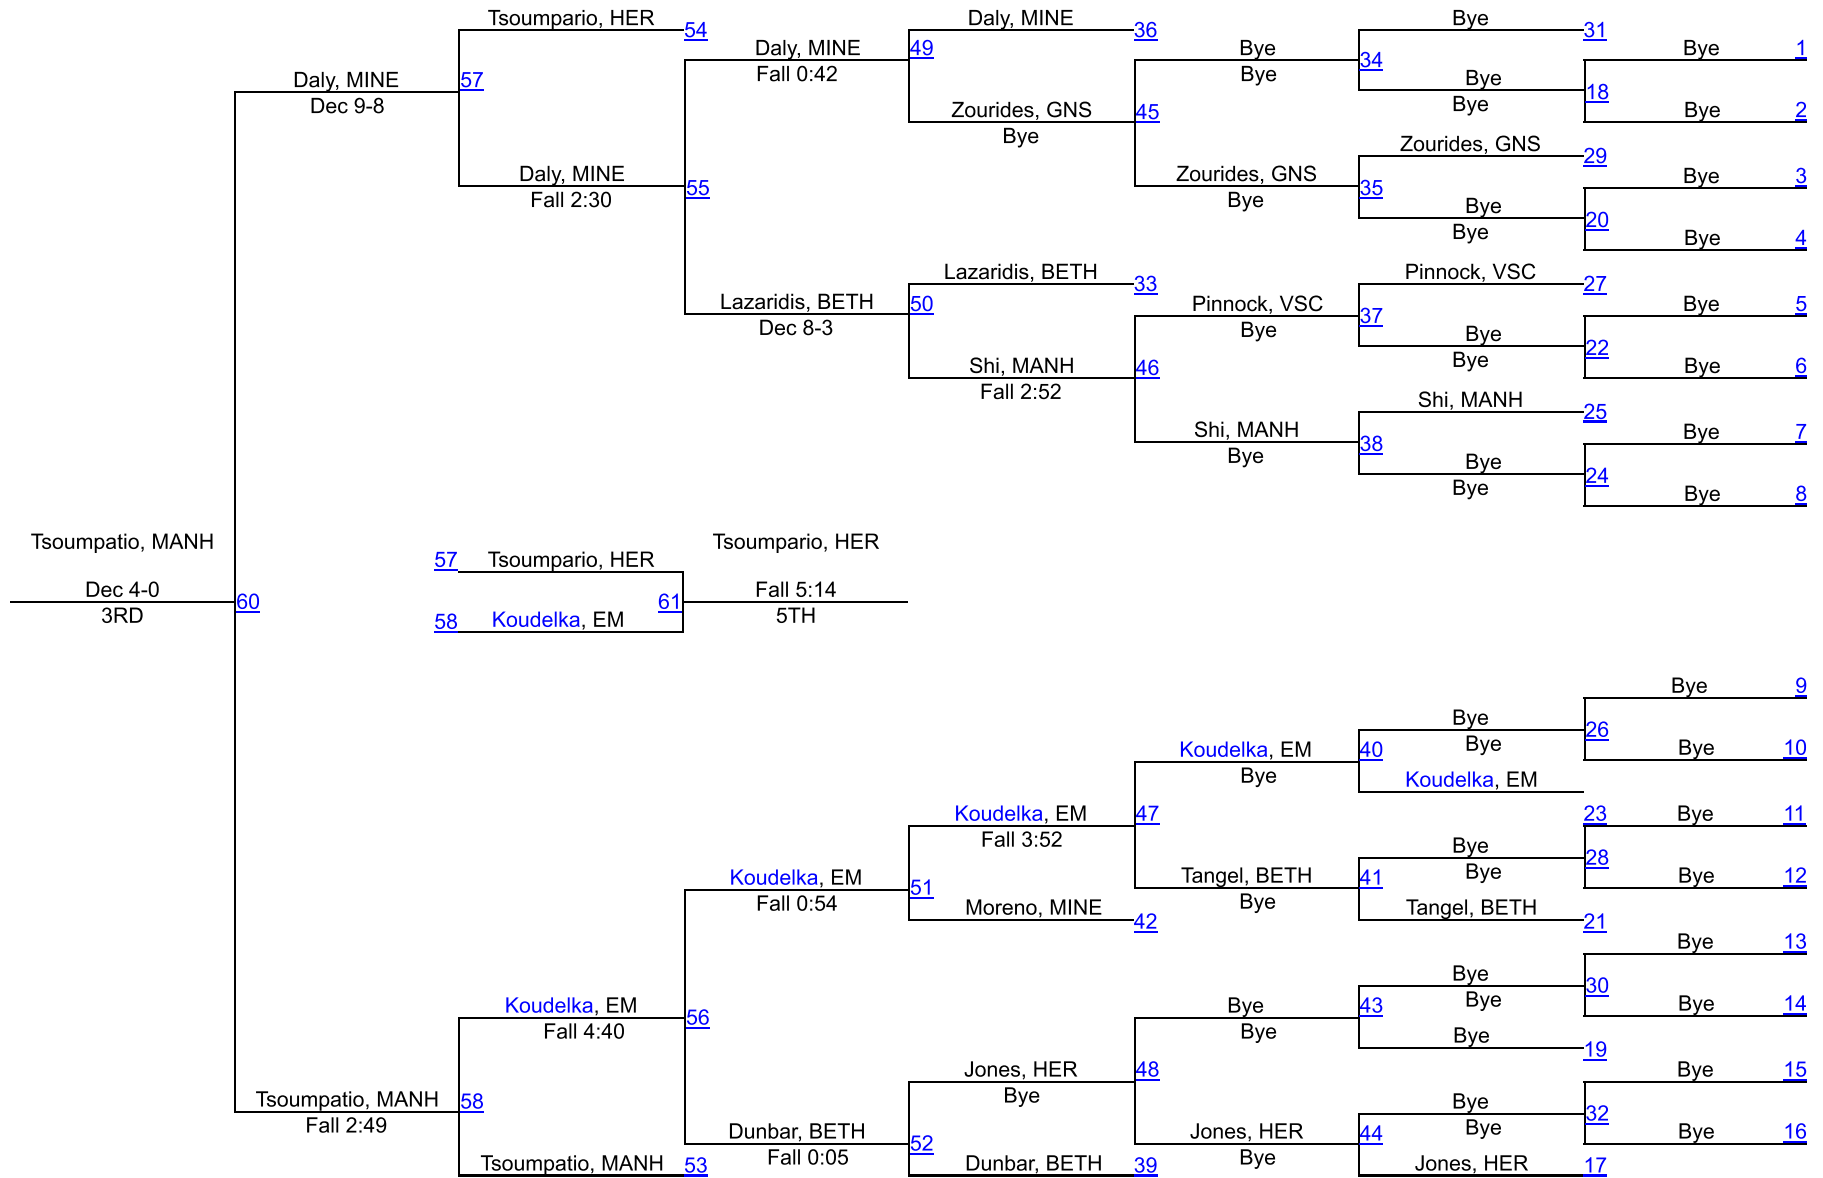 Tsoumpario, HER 54 Daly, MINE 36 Bye 31
Daly, MINE 49 Bye 34 Bye 1
Daly, MINE 57 Fall 0:42 Bye Bye 18
Dec 9-8 Zourides, GNS 45 Bye Bye 2
Bye Zourides, GNS 29
Daly, MINE 55 Zourides, GNS 35 Bye 3
Fall 2:30 Bye Bye 20
Bye Bye 4
Lazaridis, BETH 33 Pinnock, VSC 27
Lazaridis, BETH 50 Pinnock, VSC 37 Bye 5
Dec 8-3 Bye Bye 22
Shi, MANH 46 Bye Bye 6
Fall 2:52 Shi, MANH 25
Shi, MANH 38 Bye 7
Bye Bye 24
Bye Bye 8
Tsoumpatio, MANH Tsoumpario, HER
57 Tsoumpario, HER
Dec 4-0 60 61 Fall 5:14
3RD 58 Koudelka, EM 5TH
Bye 9
Bye 26
Koudelka, EM 40 Bye Bye 10
Bye Koudelka, EM
Koudelka, EM 47 23 Bye 11
Fall 3:52 Bye 28
Koudelka, EM 51 Tangel, BETH 41 Bye Bye 12
Fall 0:54 Bye
Moreno, MINE 42 Tangel, BETH 21
Bye 13
Bye 30
Koudelka, EM 56 Bye 43 Bye Bye 14
Fall 4:40 Bye Bye 19
Jones, HER 48 Bye 15
Tsoumpatio, MANH 58 Bye Bye 32
Fall 2:49 Dunbar, BETH 52 Jones, HER 44 Bye Bye 16
Fall 0:05 Bye
Tsoumpatio, MANH 53 Dunbar, BETH 39 Jones, HER 17